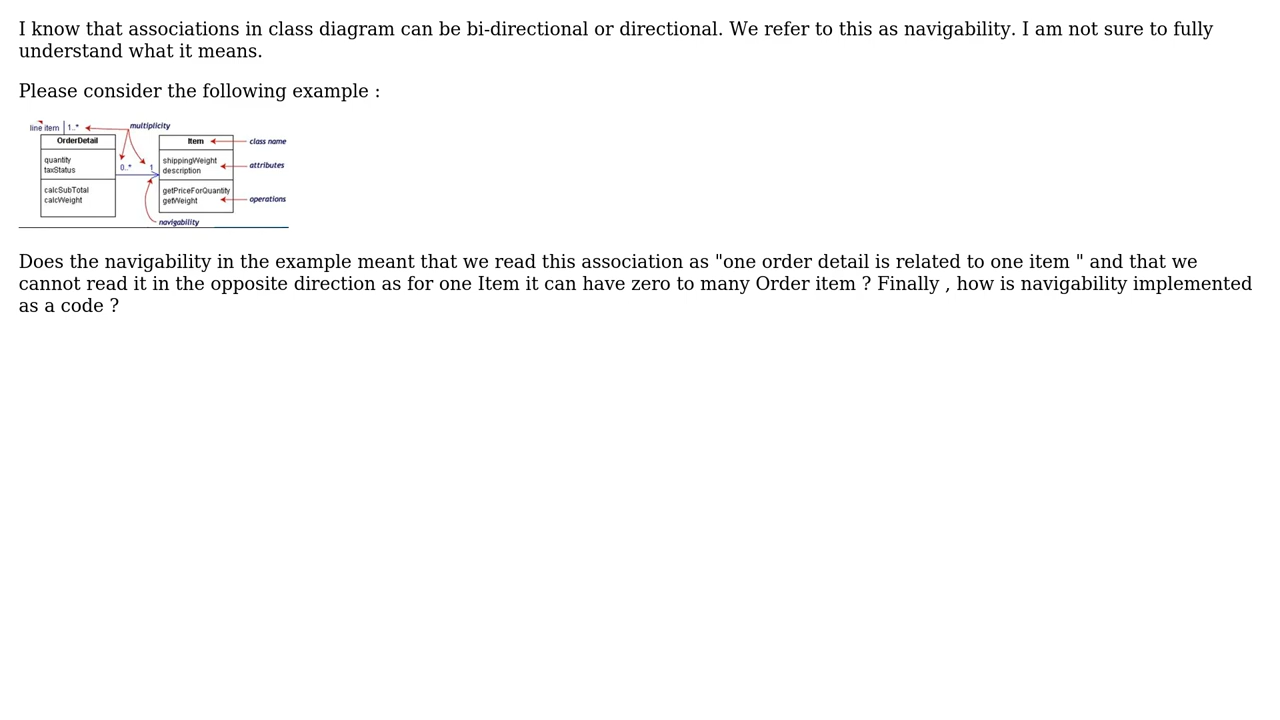 I know that associations in class diagram can be bi-directional or directional. We refer to this as navigability. I am not sure to fully
understand what it means.
Please consider the following example :
line item 1..* multiplicity
OrderDetail Item class name
quantity
taxStatus
0..* 1
shippingWeight
description
attributes
calcSubTotal
calcWeight
getPriceForQuantity
getWeight
operations
navigability
Does the navigability in the example meant that we read this association as "one order detail is related to one item " and that we
cannot read it in the opposite direction as for one Item it can have zero to many Order item ? Finally , how is navigability implemented
as a code ?